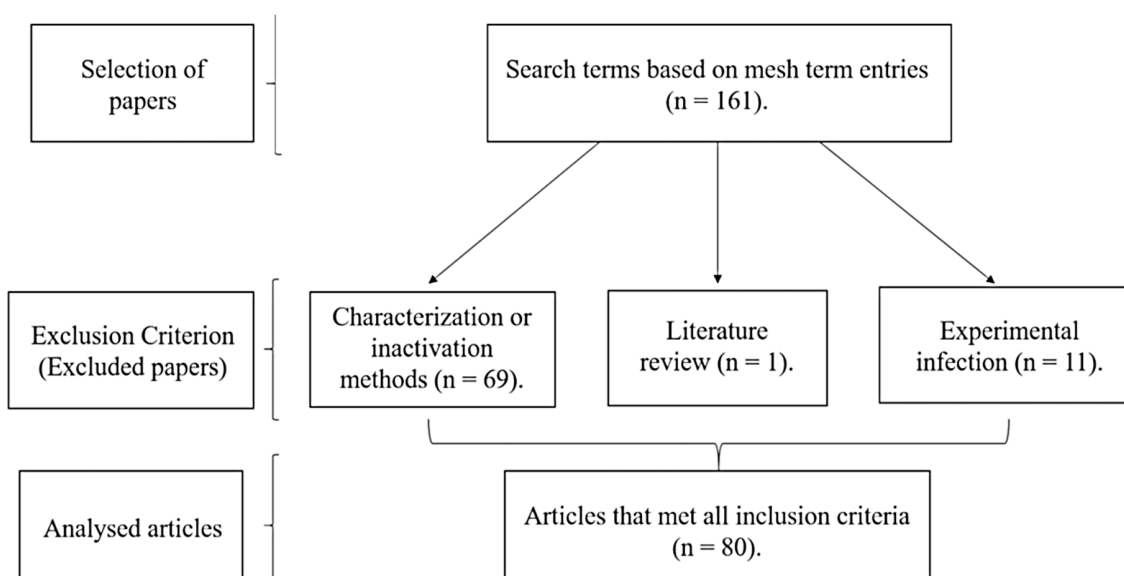 Selection of
papers
Search terms based on mesh term entries
(n = 161).
Exclusion Criterion
(Excluded papers)
Characterization or
inactivation
methods (n = 69).
Literature
review (n = 1).
Experimental
infection (n = 11).
Analysed articles
Articles that met all inclusion criteria
(n = 80).